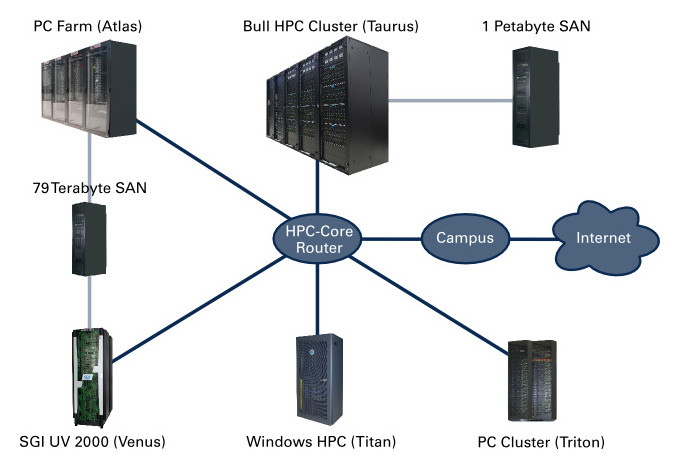 PC Farm (Atlas)
Bull HPC Cluster (Taurus)
1 Petabyte SAN
79 Terabyte SAN
HPC-Core
Router
Campus
Internet
SGI UV 2000 (Venus)
Windows HPC (Titan)
PC Cluster (Triton)